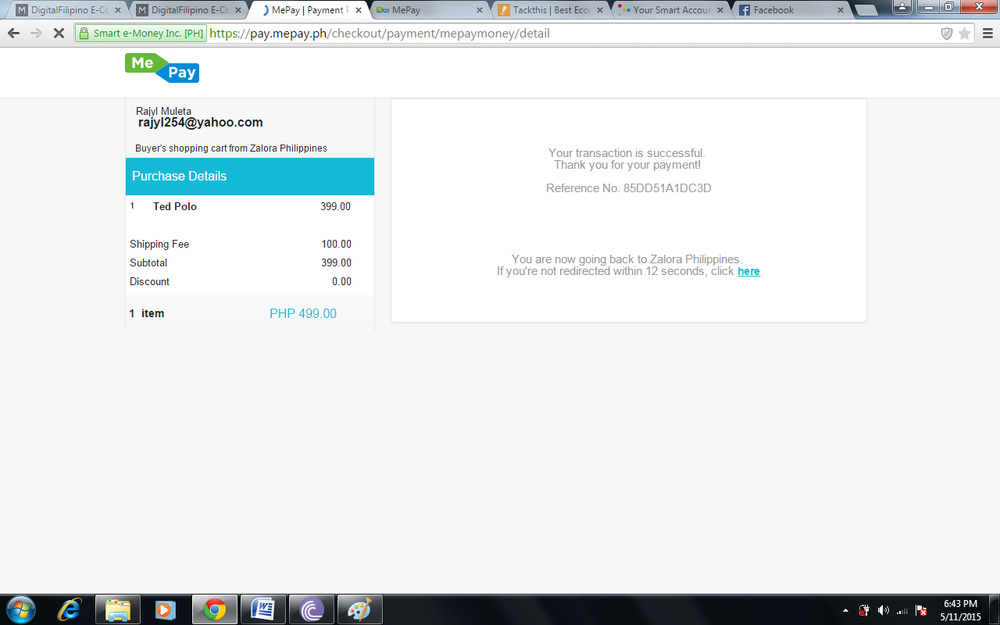 DigitalFilipino E-Co
DigitalFilipino E-Co
MePay | Payment P
MePay
Tackthis | Best Eco
Your Smart Accoun
Facebook
Smart e-Money Inc. [PH]
https://pay.mepay.ph/checkout/payment/mepaymoney/detail
Me
Pay
Rajyl Muleta
rajyl254@yahoo.com
Buyer's shopping cart from Zalora Philippines
Purchase Details
1 Ted Polo 399.00
Shipping Fee 100.00
Subtotal 399.00
Discount 0.00
1 item PHP 499.00
Your transaction is successful.
Thank you for your payment!
Reference No. 85DD51A1DC3D
You are now going back to Zalora Philippines.
If you're not redirected within 12 seconds, click here
6:43 PM
5/11/2015